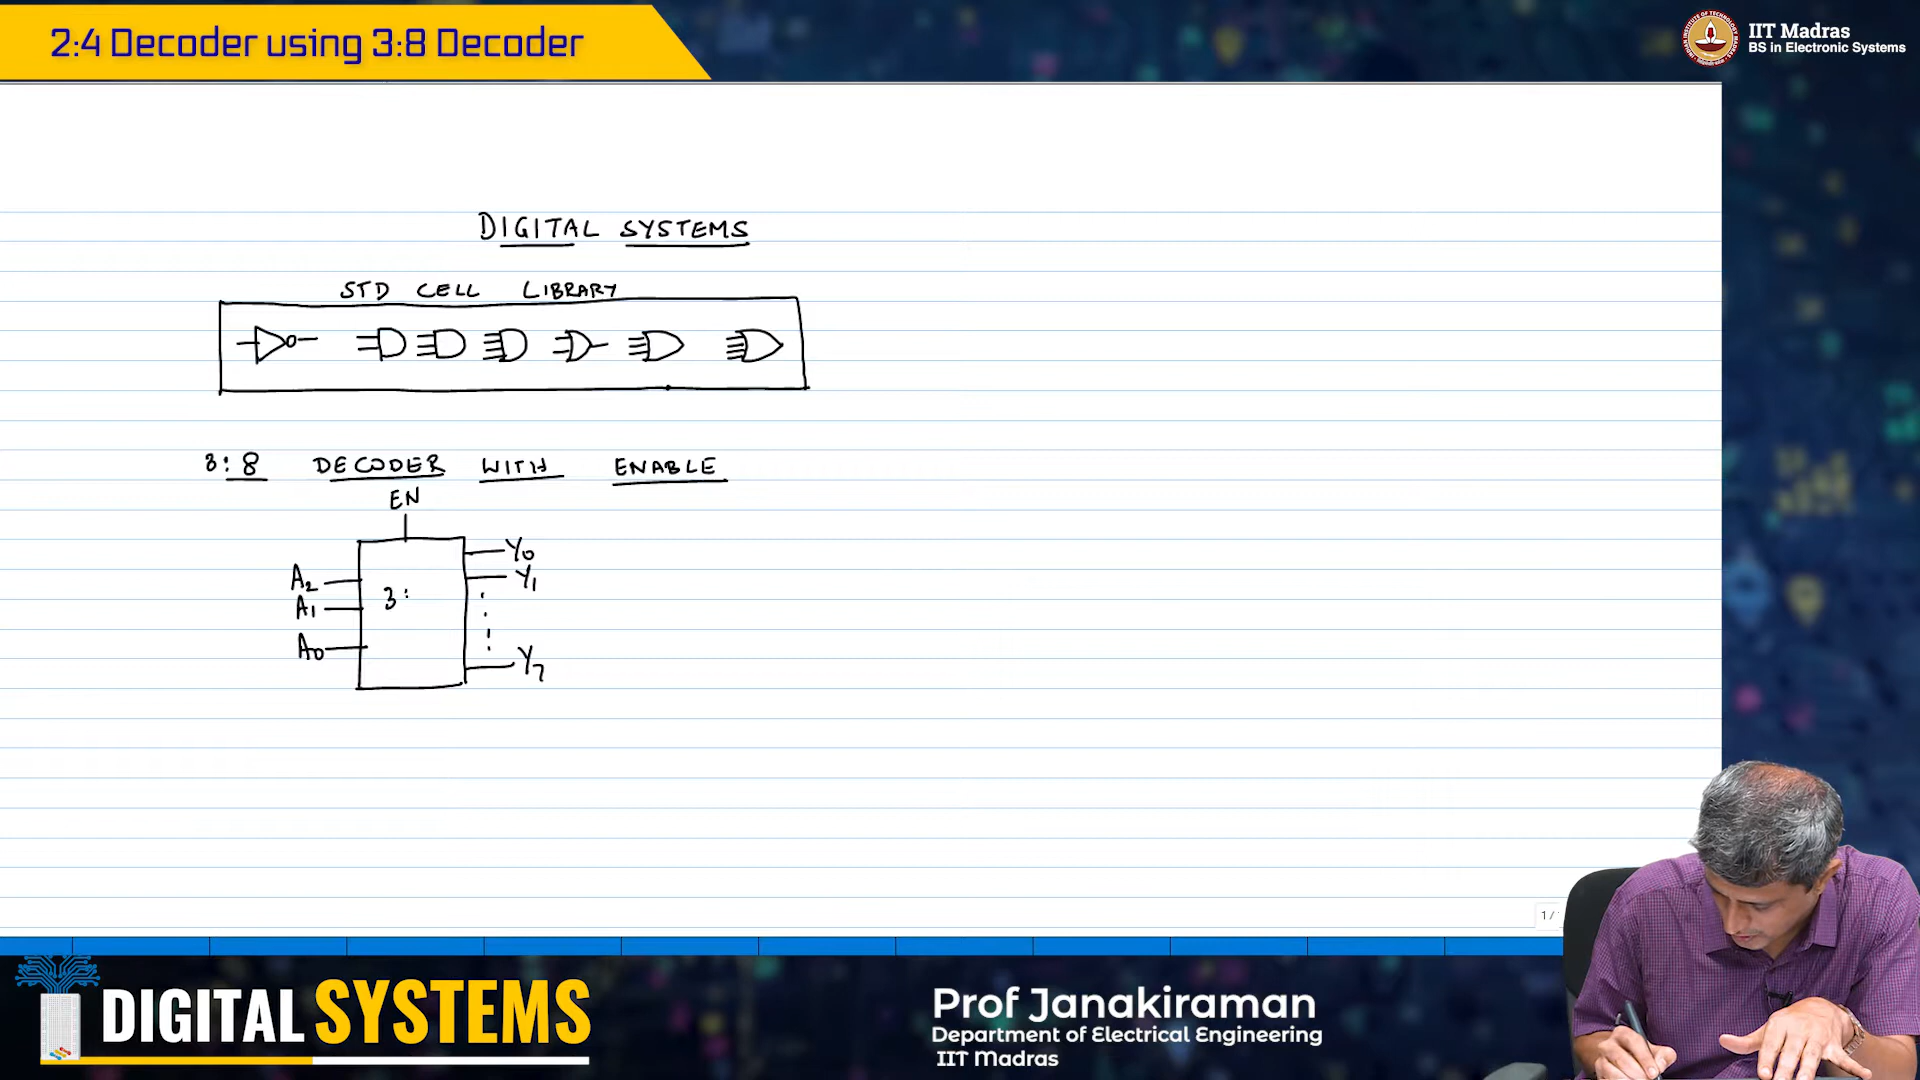 2:4 Decoder using 3:8 Decoder
IIT Madras
BS in Electronic Systems
DIGITAL SYSTEMS
STD CELL LIBRARY
3:8 DECODER WITH ENABLE
EN
Y0
A2
Y1
3:
A1
A0
Y7
1/
DIGITAL SYSTEMS
Prof Janakiraman
Department of Electrical Engineering
IIT Madras